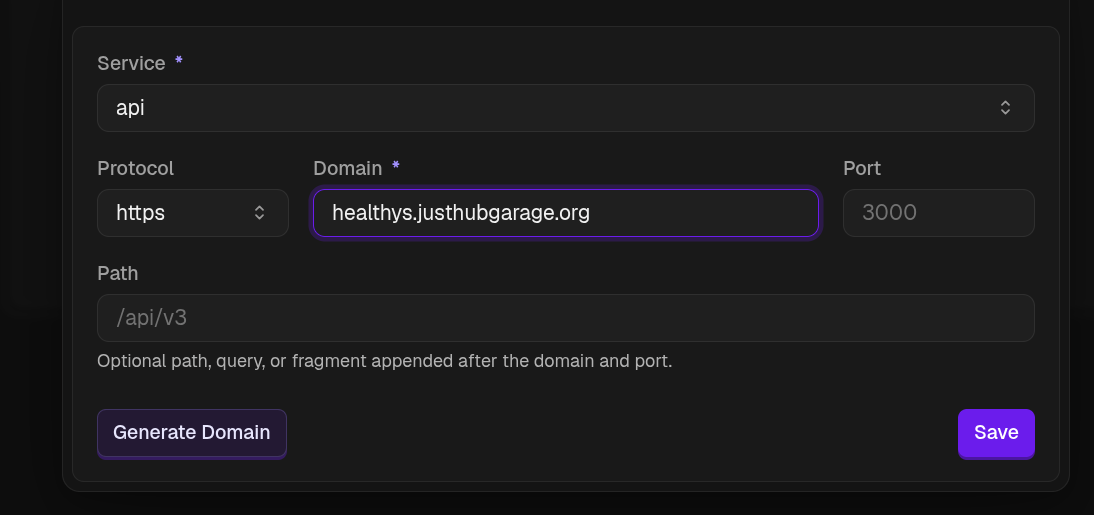 Service *
api
Protocol Domain * Port
https healthys.justhubgarage.org 3000
Path
/api/v3
Optional path, query, or fragment appended after the domain and port.
Generate Domain Save